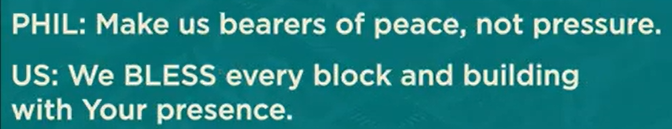 PHIL: Make us bearers of peace, not pressure.
US: We BLESS every block and building
with Your presence.